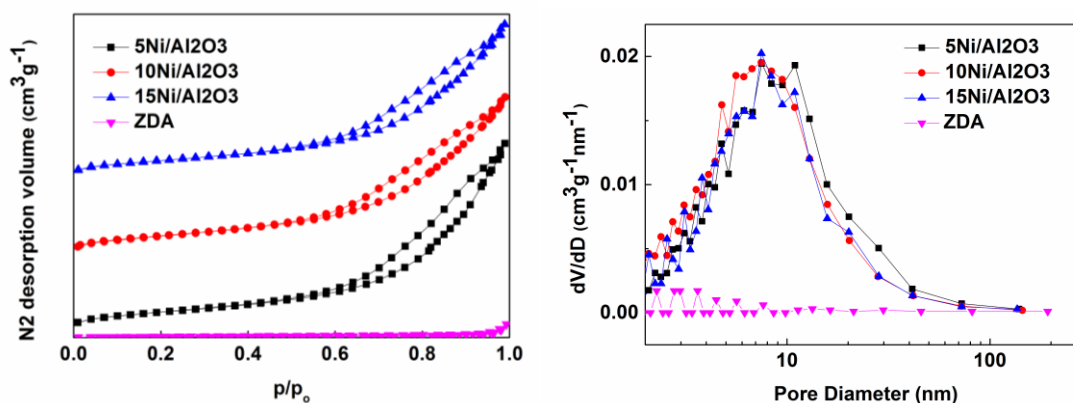 N2 desorption volume (cm3g-1)
5Ni/Al2O3
10Ni/Al2O3
15Ni/Al2O3
ZDA
0.0 0.2 0.4 0.6 0.8 1.0
p/po
dV/dD (cm3g-1nm-1)
0.02
0.01
0.00
5Ni/Al2O3
10Ni/Al2O3
15Ni/Al2O3
ZDA
10 100
Pore Diameter (nm)